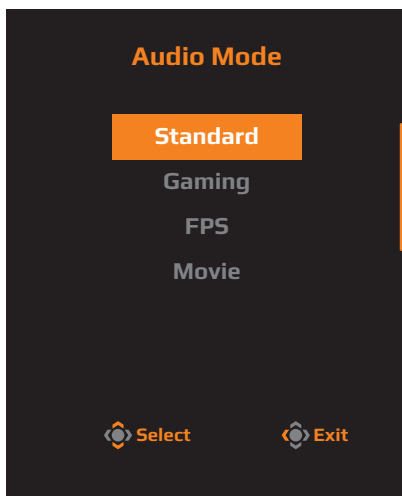 Audio Mode
Standard
Gaming
FPS
Movie
Select Exit